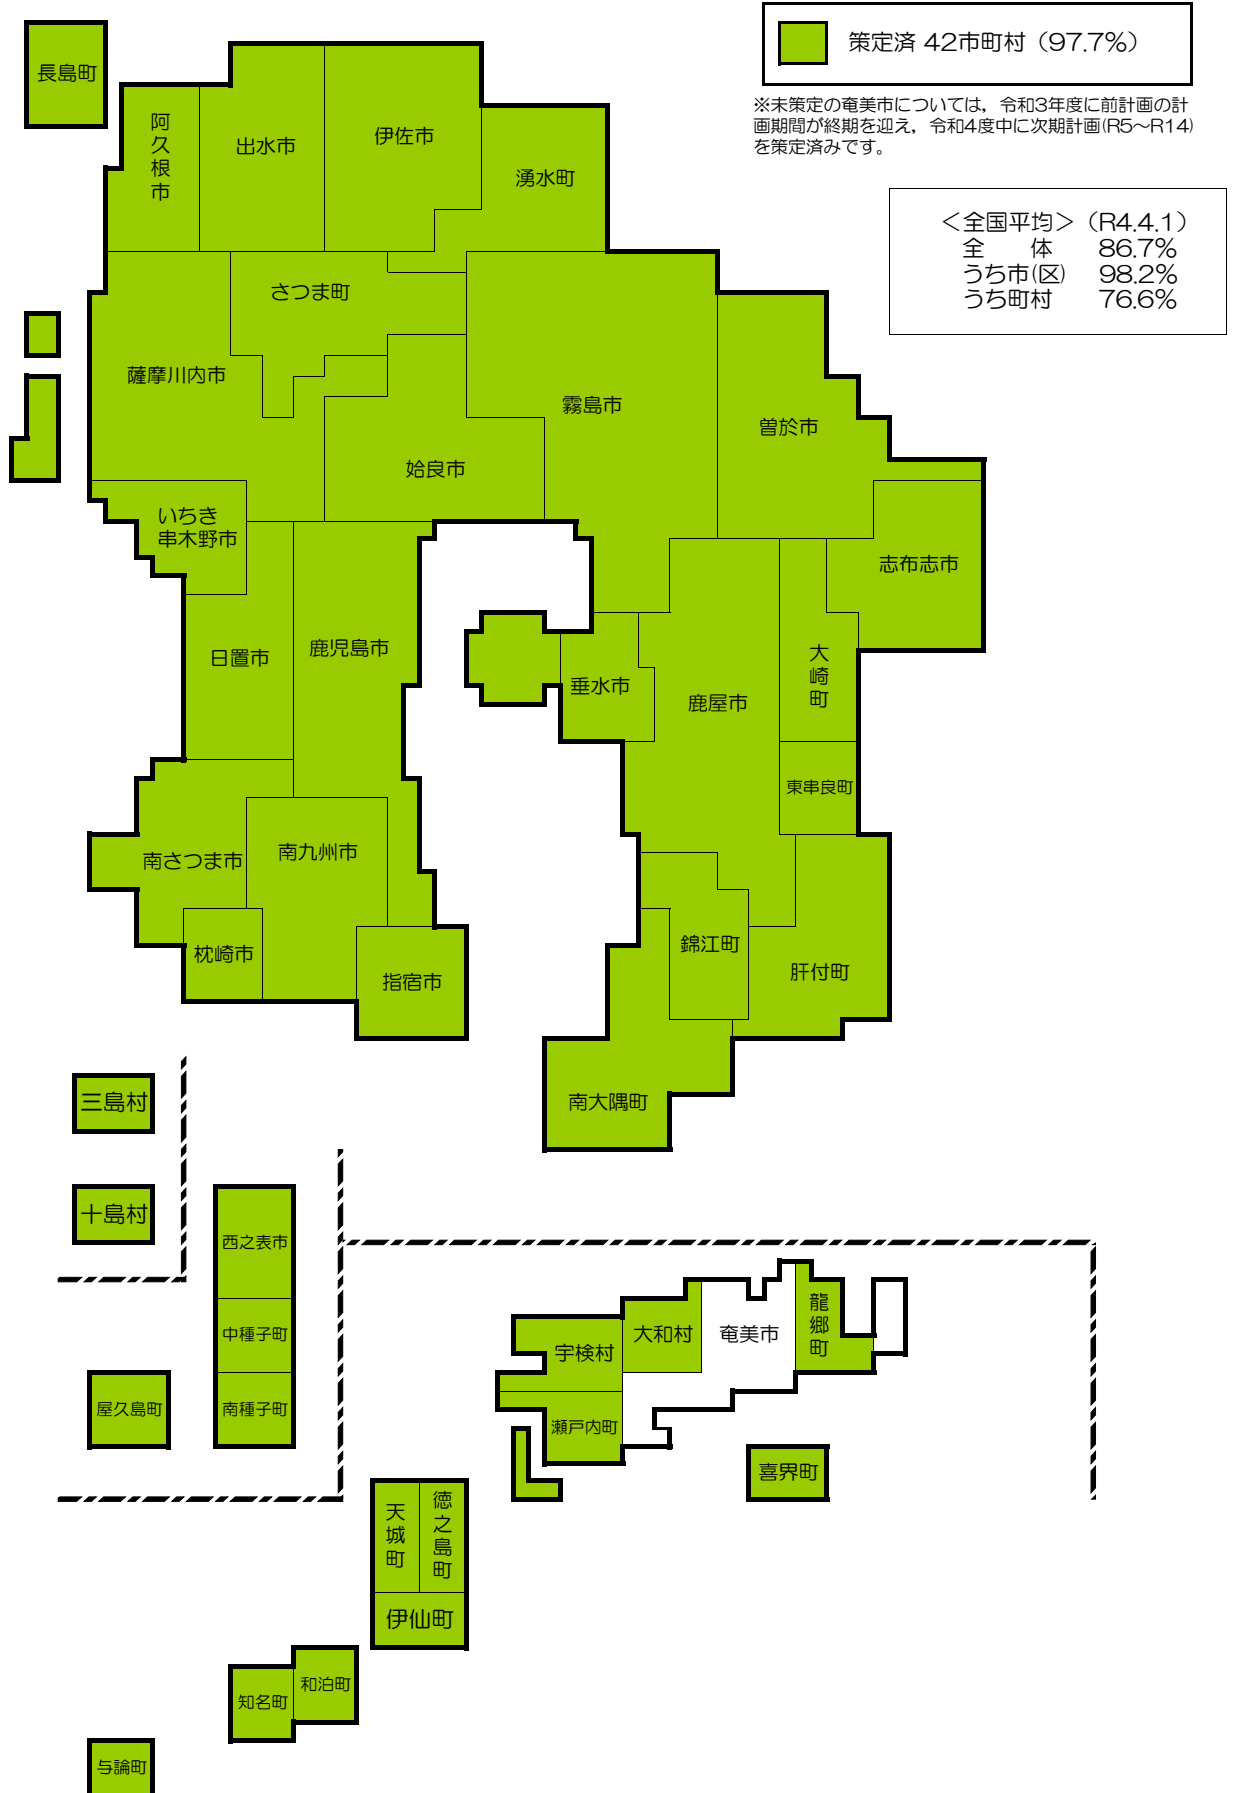 策定済 42市町村（97.7%）
※未策定の奄美市については，令和3年度に前計画の計
画期間が終期を迎え，令和4度中に次期計画(R5～R14)
を策定済みです。
＜全国平均＞（R4.4.1）
全　　体　　86.7%
うち市(区)　98.2%
うち町村　　76.6%
長島町
阿久根市
出水市
伊佐市
湧水町
さつま町
薩摩川内市
霧島市
曽於市
姶良市
いちき
串木野市
志布志市
日置市
鹿児島市
垂水市
鹿屋市
大崎町
東串良町
南さつま市
南九州市
枕崎市
指宿市
錦江町
肝付町
南大隅町
三島村
十島村
西之表市
中種子町
南種子町
屋久島町
宇検村
大和村
奄美市
龍郷町
瀬戸内町
喜界町
天城町
徳之島町
伊仙町
和泊町
知名町
与論町